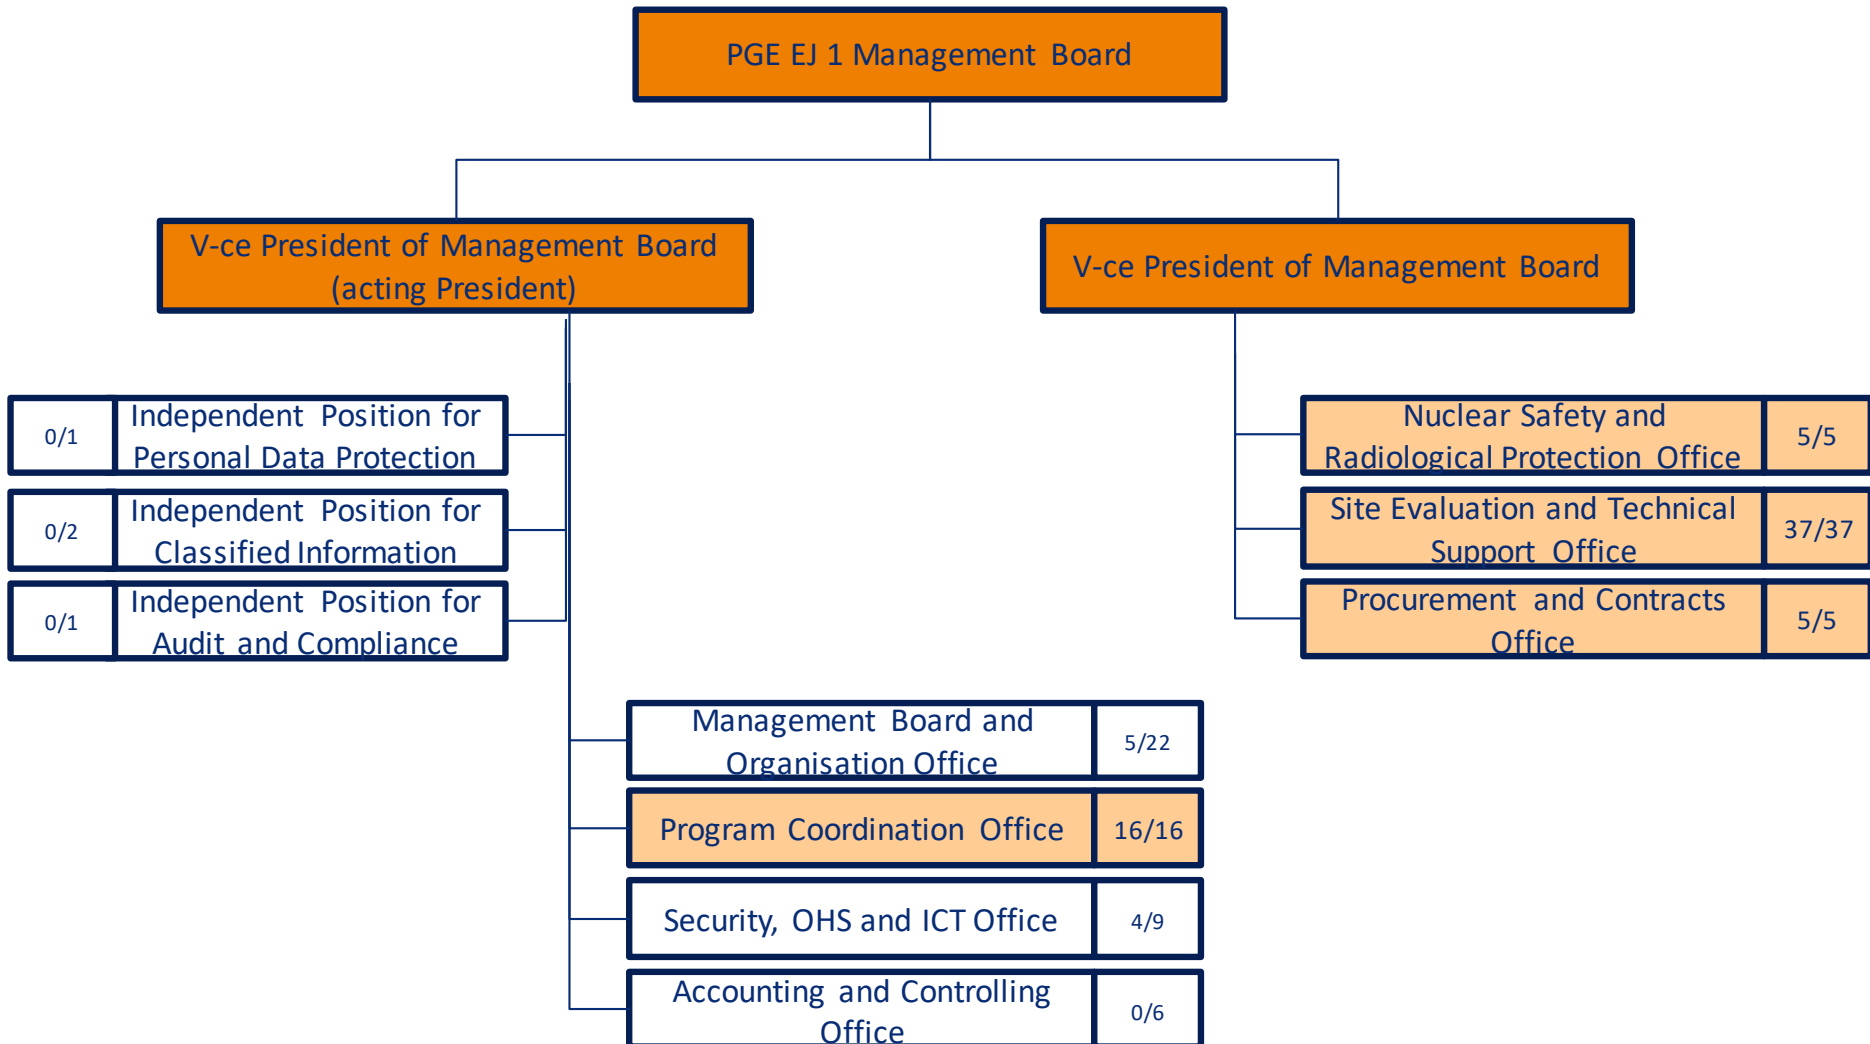 PGE EJ 1 Management Board
V-ce President of Management Board
(acting President)
V-ce President of Management Board
0/1
Independent Position for
Personal Data Protection
0/2
Independent Position for
Classified Information
0/1
Independent Position for
Audit and Compliance
Nuclear Safety and
Radiological Protection Office
5/5
Site Evaluation and Technical
Support Office
37/37
Procurement and Contracts
Office
5/5
Management Board and
Organisation Office
5/22
Program Coordination Office
16/16
Security, OHS and ICT Office
4/9
Accounting and Controlling
Office
0/6